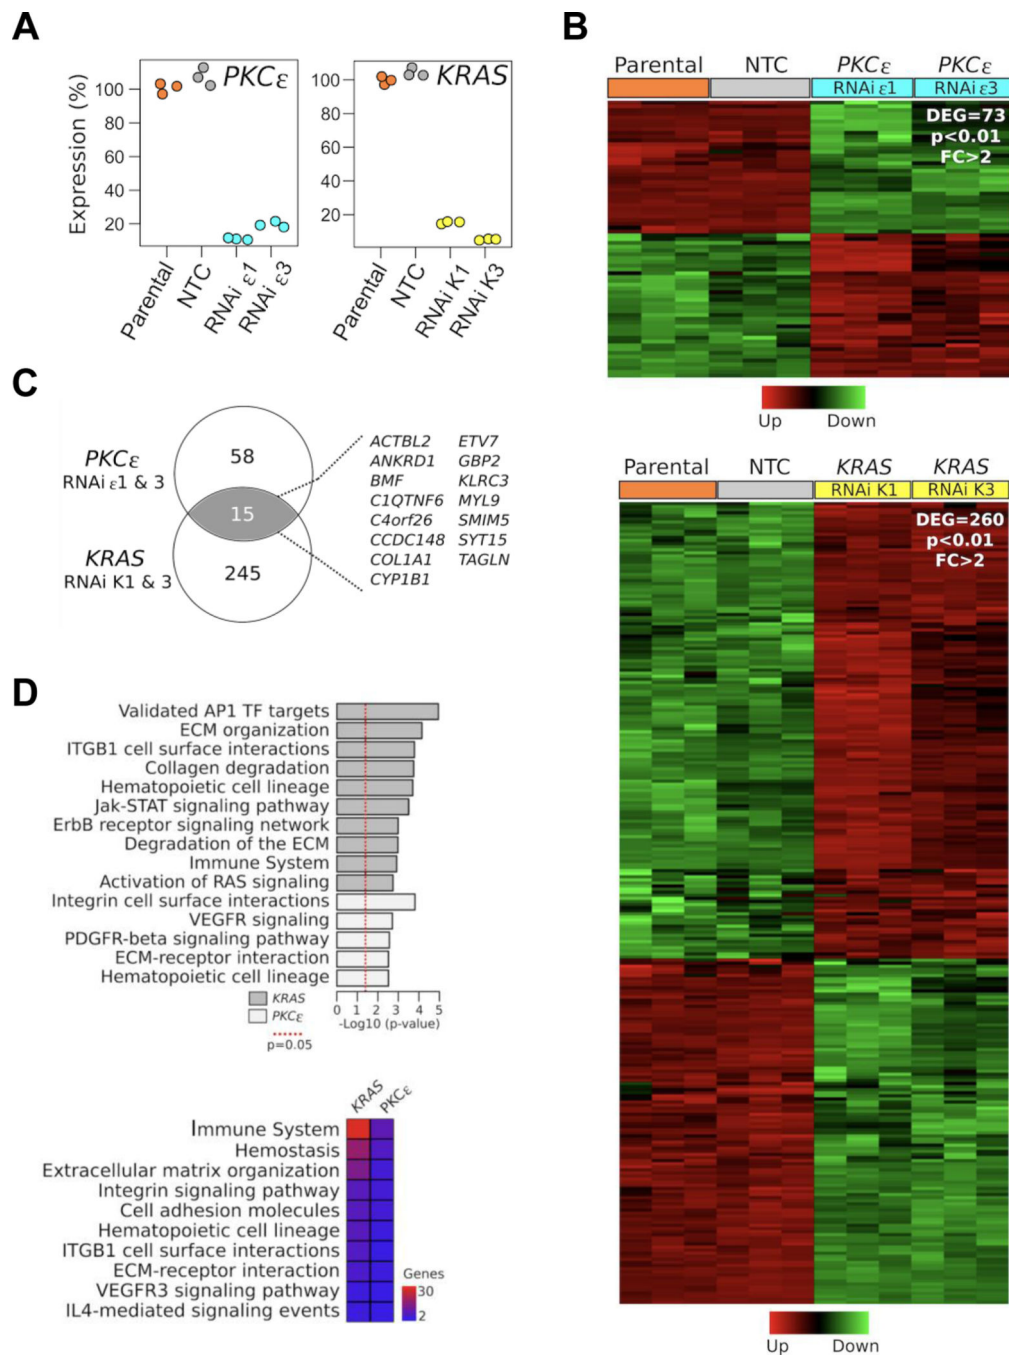 A
Expression (%)
100
80
60
40
20
PKCε
Parental
NTC
RNAi ε1
RNAi ε3
100
80
60
40
20
KRAS
Parental
NTC
RNAi K1
RNAi K3
B
Parental
NTC
PKCε
PKCε
RNAi ε1
RNAi ε3
DEG=73
p<0.01
FC>2
Up
Down
Parental
NTC
KRAS
KRAS
RNAi K1
RNAi K3
DEG=260
p<0.01
FC>2
Up
Down
C
PKCε
RNAi ε1 & 3
58
15
KRAS
RNAi K1 & 3
245
ACTBL2
ANKRD1
BMF
C1QTNF6
C4orf26
CCDC148
COL1A1
CYP1B1
ETV7
GBP2
KLRC3
MYL9
SMIM5
SYT15
TAGLN
D
Validated AP1 TF targets
ECM organization
ITGB1 cell surface interactions
Collagen degradation
Hematopoietic cell lineage
Jak-STAT signaling pathway
ErbB receptor signaling network
Degradation of the ECM
Immune System
Activation of RAS signaling
Integrin cell surface interactions
VEGFR signaling
PDGFR-beta signaling pathway
ECM-receptor interaction
Hematopoietic cell lineage
KRAS
PKCε
p=0.05
0 1 2 3 4 5
-Log10 (p-value)
KRAS
PKCε
Immune System
Hemostasis
Extracellular matrix organization
Integrin signaling pathway
Cell adhesion molecules
Hematopoietic cell lineage
ITGB1 cell surface interactions
ECM-receptor interaction
VEGFR3 signaling pathway
IL4-mediated signaling events
Genes
30
2